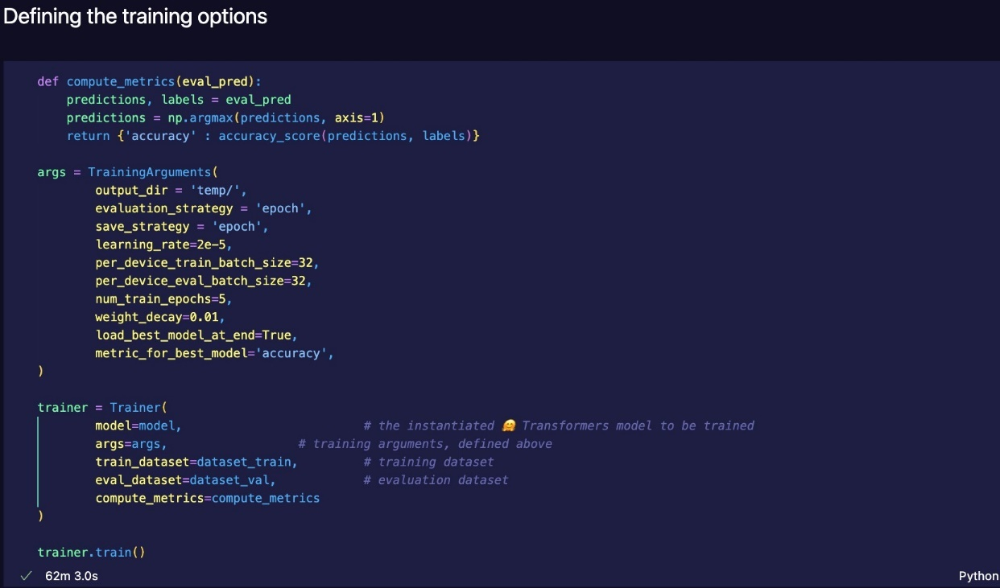 Defining the training options
def compute_metrics(eval_pred):
    predictions, labels = eval_pred
    predictions = np.argmax(predictions, axis=1)
    return {'accuracy' : accuracy_score(predictions, labels)}
args = TrainingArguments(
        output_dir = 'temp/',
        evaluation_strategy = 'epoch',
        save_strategy = 'epoch',
        learning_rate=2e-5,
        per_device_train_batch_size=32,
        per_device_eval_batch_size=32,
        num_train_epochs=5,
        weight_decay=0.01,
        load_best_model_at_end=True,
        metric_for_best_model='accuracy',
)
trainer = Trainer(
        model=model,                         # the instantiated 🤗 Transformers model to be trained
        args=args,                  # training arguments, defined above
        train_dataset=dataset_train,         # training dataset
        eval_dataset=dataset_val,            # evaluation dataset
        compute_metrics=compute_metrics
)
trainer.train()
✓ 62m 3.0s
Python